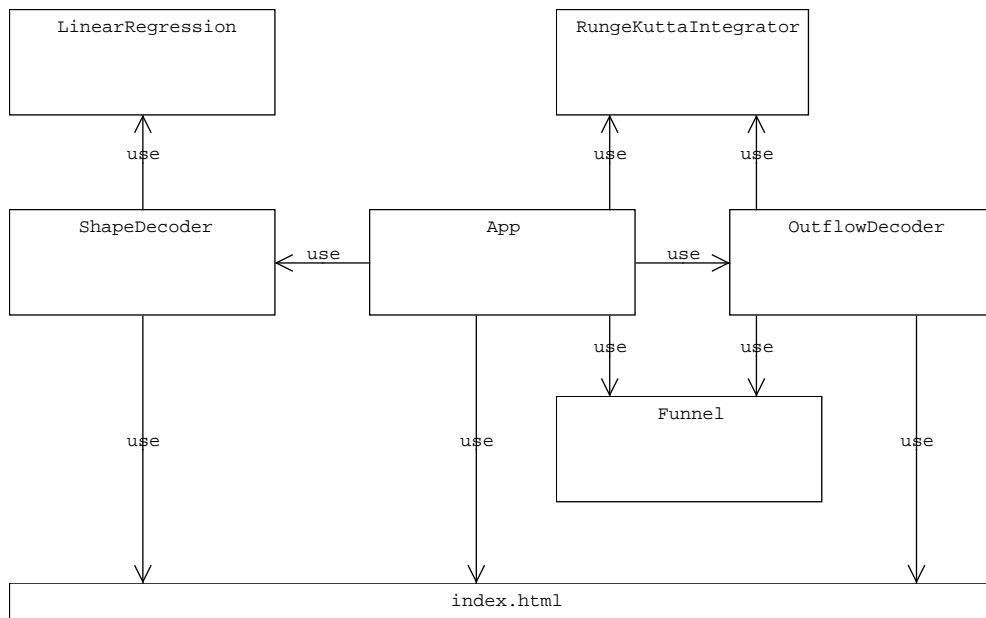 LinearRegression
RungeKuttaIntegrator
use
use
use
ShapeDecoder
App
OutflowDecoder
use
use
use
use
Funnel
use
use
use
index.html